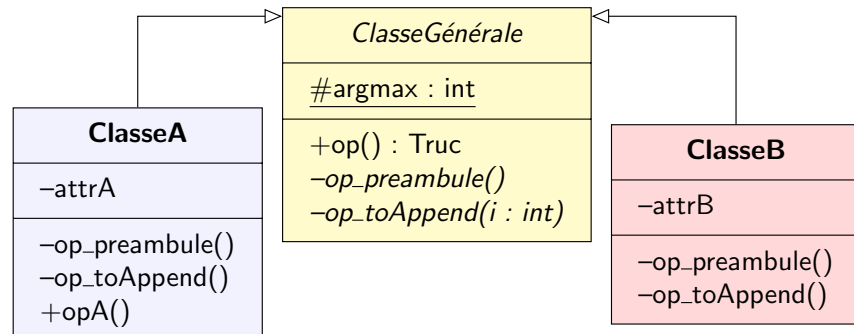 ClasseGénérale
#argmax : int
+op() : Truc
–op_preambule()
–op_toAppend(i : int)
ClasseA
–attrA
–op_preambule()
–op_toAppend()
+opA()
ClasseB
–attrB
–op_preambule()
–op_toAppend()